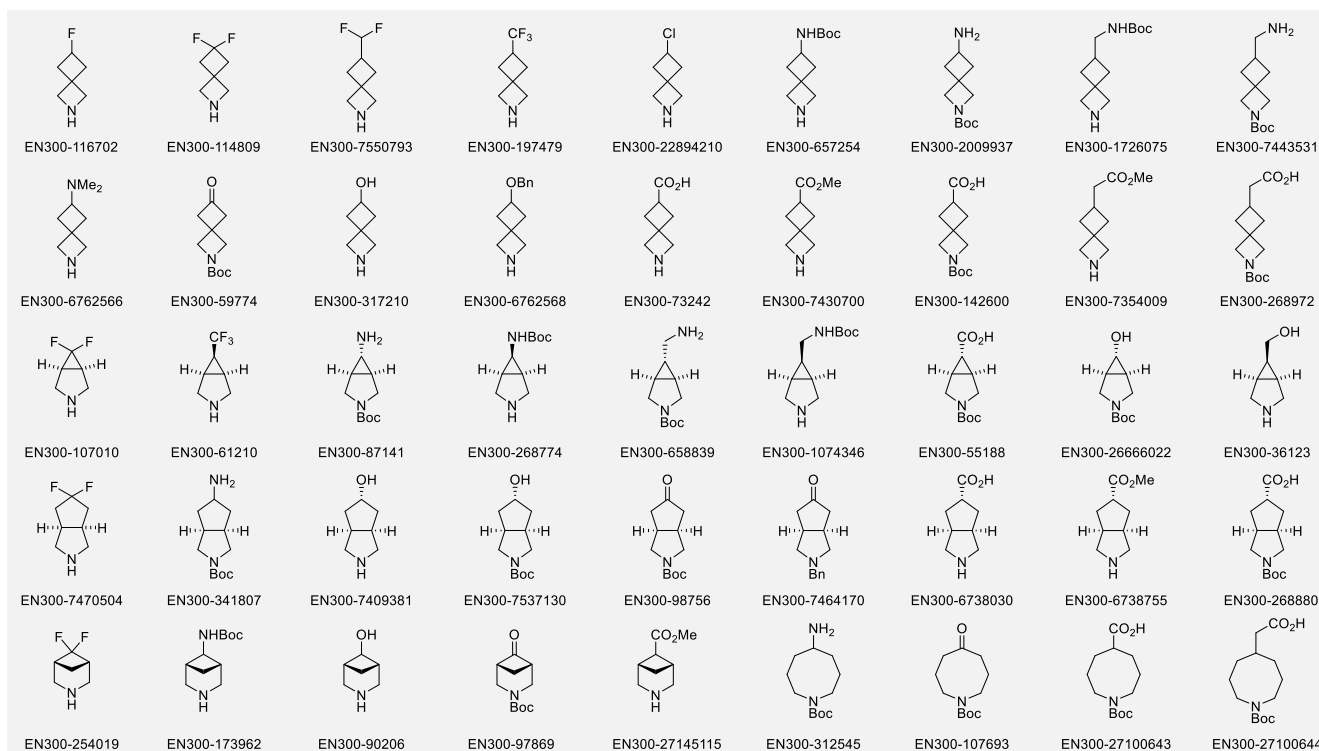 F F F F F CF₃ Cl NHBoc NH₂ NHBoc NH₂
N H N H N H N H N H N H N Boc N H N Boc
EN300-116702 EN300-114809 EN300-7550793 EN300-197479 EN300-22894210 EN300-657254 EN300-2009937 EN300-1726075 EN300-7443531
NMe₂ O OH OBn CO₂H CO₂Me CO₂H CO₂Me CO₂H
N H N Boc N H N H N H N H N Boc N H N Boc
EN300-6762566 EN300-59774 EN300-317210 EN300-6762568 EN300-73242 EN300-7430700 EN300-142600 EN300-7354009 EN300-268972
F F CF₃ NH₂ NHBoc NH₂ NHBoc CO₂H OH OH
H H H H H H H H H H H H H H H H H H
N H N H N Boc N H N Boc N H N Boc N Boc N H
EN300-107010 EN300-61210 EN300-87141 EN300-268774 EN300-658839 EN300-1074346 EN300-55188 EN300-26666022 EN300-36123
F F NH₂ OH OH O O CO₂H CO₂Me CO₂H
H H H H H H H H H H H H H H H H H H
N H N Boc N H N Boc N Boc N Bn N H N H N Boc
EN300-7470504 EN300-341807 EN300-7409381 EN300-7537130 EN300-98756 EN300-7464170 EN300-6738030 EN300-6738755 EN300-268880
F F NHBoc OH O CO₂Me NH₂ O CO₂H CO₂H
N H N H N H N Boc N H N Boc N Boc N Boc N Boc
EN300-254019 EN300-173962 EN300-90206 EN300-97869 EN300-27145115 EN300-312545 EN300-107693 EN300-27100643 EN300-27100644